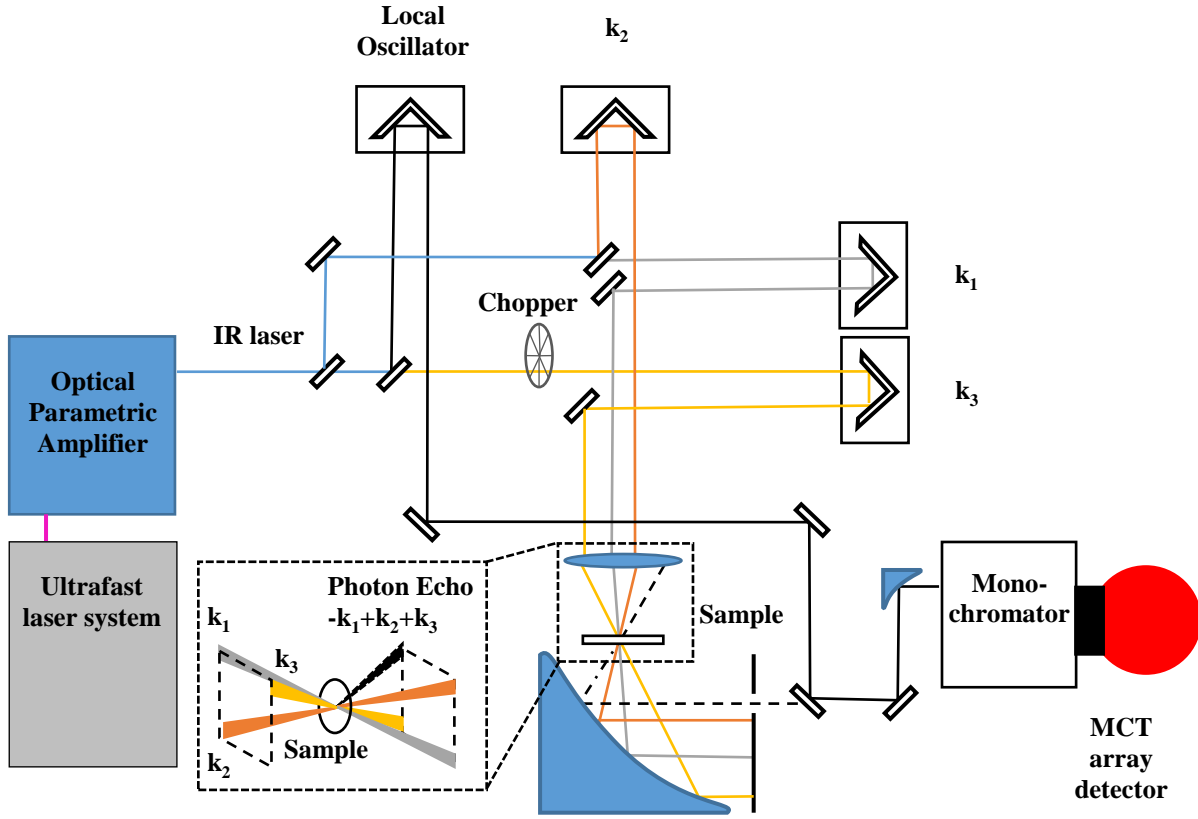 Local
Oscillator
k2
k1
IR laser
Chopper
k3
Optical
Parametric
Amplifier
Ultrafast
laser system
Photon Echo
-k1+k2+k3
k1
k3
Sample
k2
Sample
Mono-
chromator
MCT
array
detector